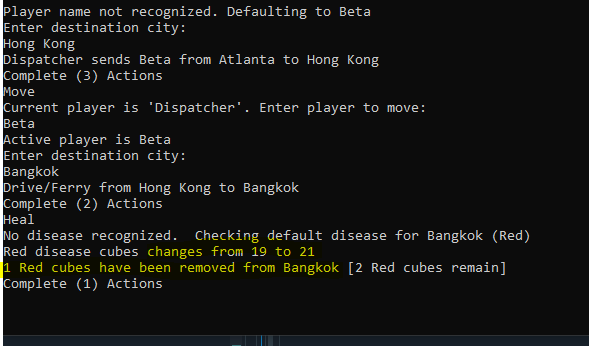 Player name not recognized. Defaulting to Beta
Enter destination city:
Hong Kong
Dispatcher sends Beta from Atlanta to Hong Kong
Complete (3) Actions
Move
Current player is 'Dispatcher'. Enter player to move:
Beta
Active player is Beta
Enter destination city:
Bangkok
Drive/Ferry from Hong Kong to Bangkok
Complete (2) Actions
Heal
No disease recognized.  Checking default disease for Bangkok (Red)
Red disease cubes changes from 19 to 21
1 Red cubes have been removed from Bangkok [2 Red cubes remain]
Complete (1) Actions